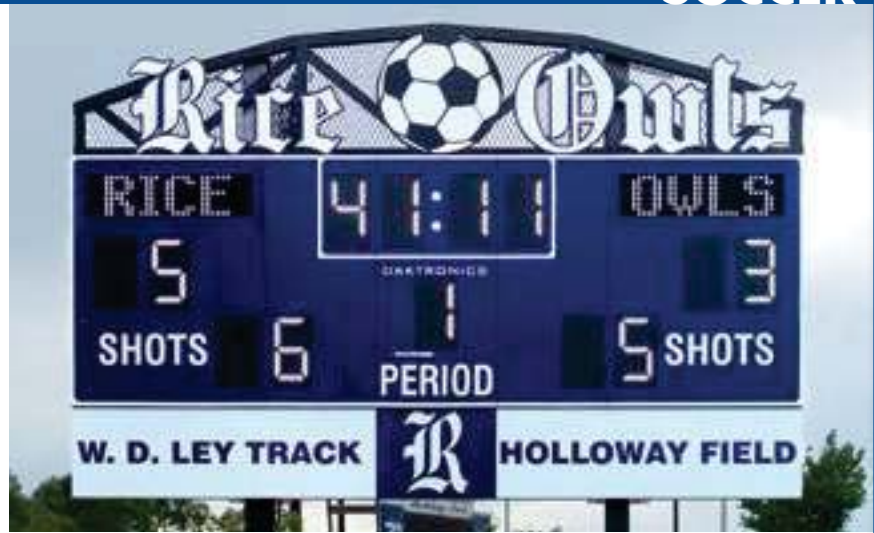 SOCCER
Rice Owls
RICE 41:11 OWLS
5 3
DAKTRONICS
1
SHOTS 6 5 SHOTS
PERIOD
W. D. LEY TRACK R HOLLOWAY FIELD